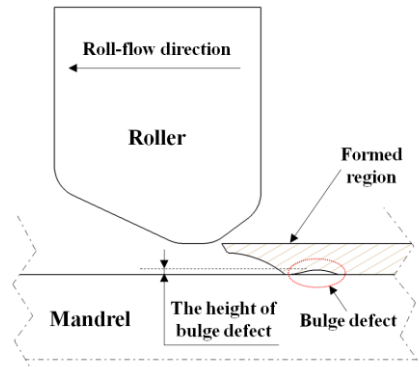 Roll-flow direction
Roller
Formed
region
The height of
bulge defect
Mandrel
Bulge defect